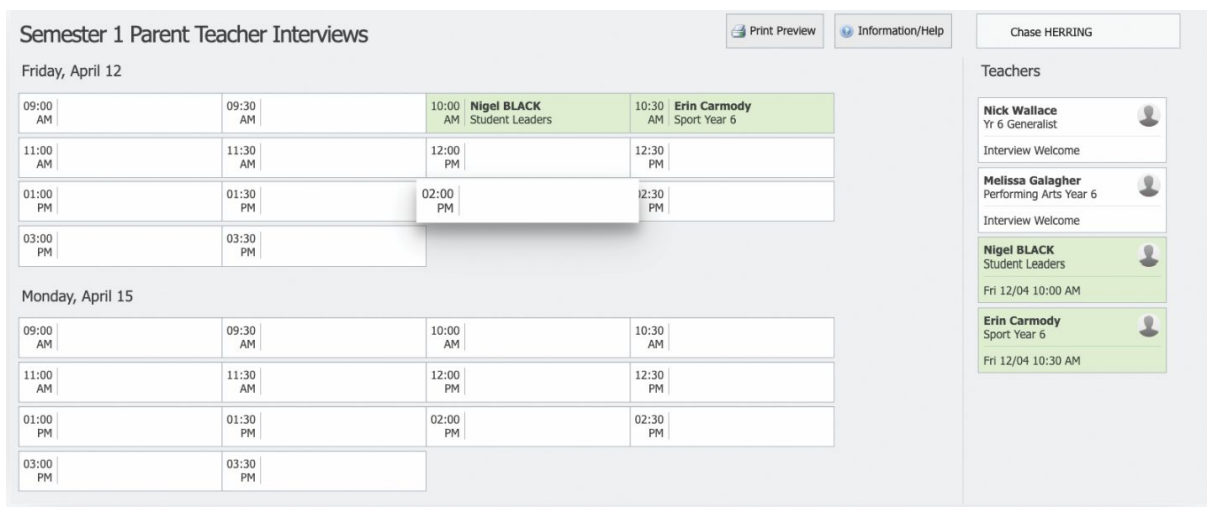 Semester 1 Parent Teacher Interviews
Print Preview
Information/Help
Chase HERRING
Friday, April 12
09:00 AM
09:30 AM
10:00 AM Nigel BLACK Student Leaders
10:30 AM Erin Carmody Sport Year 6
11:00 AM
11:30 AM
12:00 PM
12:30 PM
01:00 PM
01:30 PM
02:00 PM
02:30 PM
03:00 PM
03:30 PM
Monday, April 15
09:00 AM
09:30 AM
10:00 AM
10:30 AM
11:00 AM
11:30 AM
12:00 PM
12:30 PM
01:00 PM
01:30 PM
02:00 PM
02:30 PM
03:00 PM
03:30 PM
Teachers
Nick Wallace
Yr 6 Generalist
Interview Welcome
Melissa Galagher
Performing Arts Year 6
Interview Welcome
Nigel BLACK
Student Leaders
Fri 12/04 10:00 AM
Erin Carmody
Sport Year 6
Fri 12/04 10:30 AM